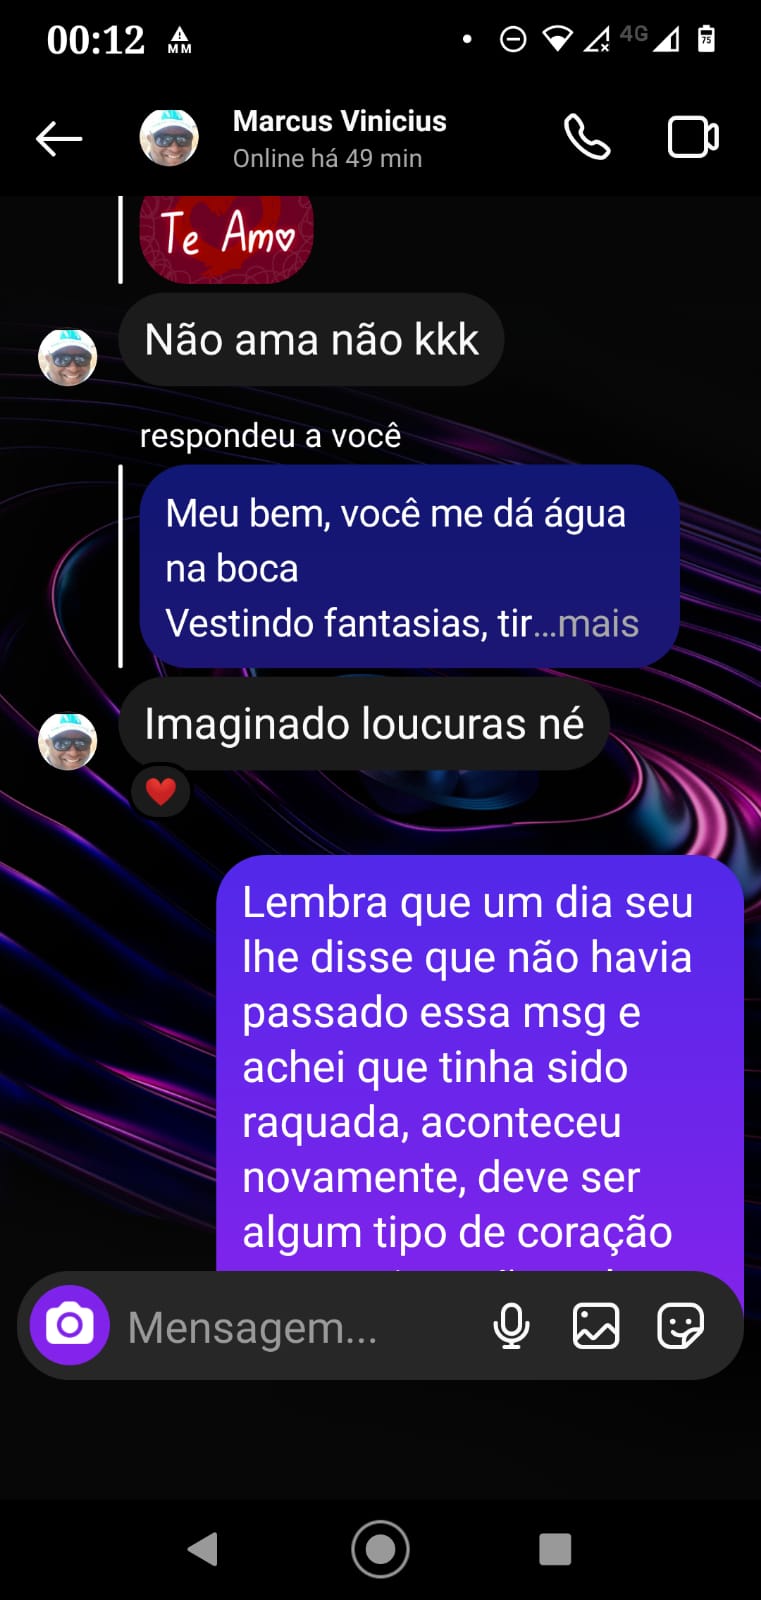 00:12
MM
4G
75
Marcus Vinicius
Online há 49 min
Te Amo
Não ama não kkk
respondeu a você
Meu bem, você me dá água
na boca
Vestindo fantasias, tir...mais
Imaginado loucuras né
Lembra que um dia seu
lhe disse que não havia
passado essa msg e
achei que tinha sido
raquada, aconteceu
novamente, deve ser
algum tipo de coração
Mensagem...